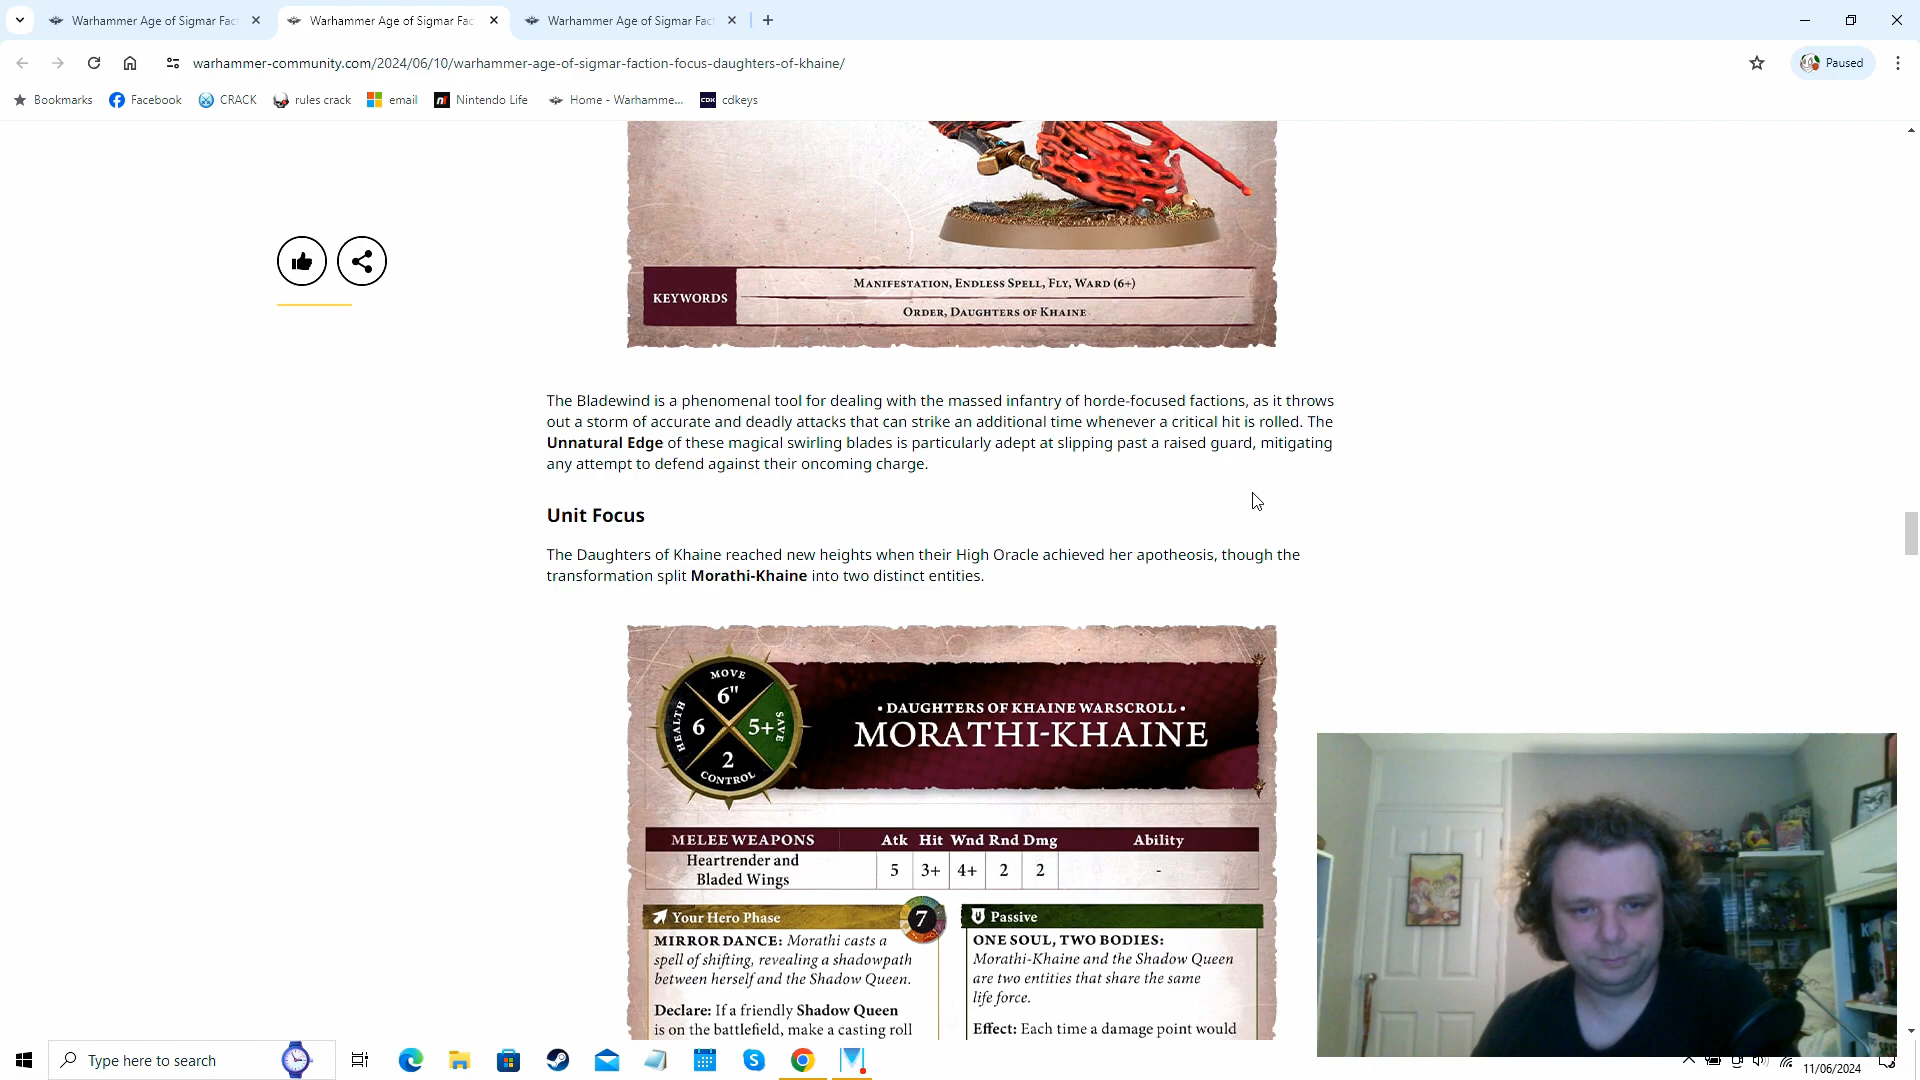 Warhammer Age of Sigmar Fac
Warhammer Age of Sigmar Fac
Warhammer Age of Sigmar Fac
warhammer-community.com/2024/06/10/warhammer-age-of-sigmar-faction-focus-daughters-of-khaine/
Paused
Bookmarks
Facebook
CRACK
rules crack
email
Nintendo Life
Home - Warhamme...
CDK
cdkeys
KEYWORDS
MANIFESTATION, ENDLESS SPELL, FLY, WARD (6+)
ORDER, DAUGHTERS OF KHAINE
The Bladewind is a phenomenal tool for dealing with the massed infantry of horde-focused factions, as it throws
out a storm of accurate and deadly attacks that can strike an additional time whenever a critical hit is rolled. The
Unnatural Edge of these magical swirling blades is particularly adept at slipping past a raised guard, mitigating
any attempt to defend against their oncoming charge.
Unit Focus
The Daughters of Khaine reached new heights when their High Oracle achieved her apotheosis, though the
transformation split Morathi-Khaine into two distinct entities.
MOVE
6"
HEALTH
6
5+
SAVE
2
CONTROL
• DAUGHTERS OF KHAINE WARSCROLL •
MORATHI-KHAINE
MELEE WEAPONS Atk Hit Wnd Rnd Dmg Ability
Heartrender and
Bladed Wings
5 3+ 4+ 2 2 -
Your Hero Phase
7
MIRROR DANCE: Morathi casts a
spell of shifting, revealing a shadowpath
between herself and the Shadow Queen.
Declare: If a friendly Shadow Queen
is on the battlefield, make a casting roll
Passive
ONE SOUL, TWO BODIES:
Morathi-Khaine and the Shadow Queen
are two entities that share the same
life force.
Effect: Each time a damage point would
Type here to search
11/06/2024